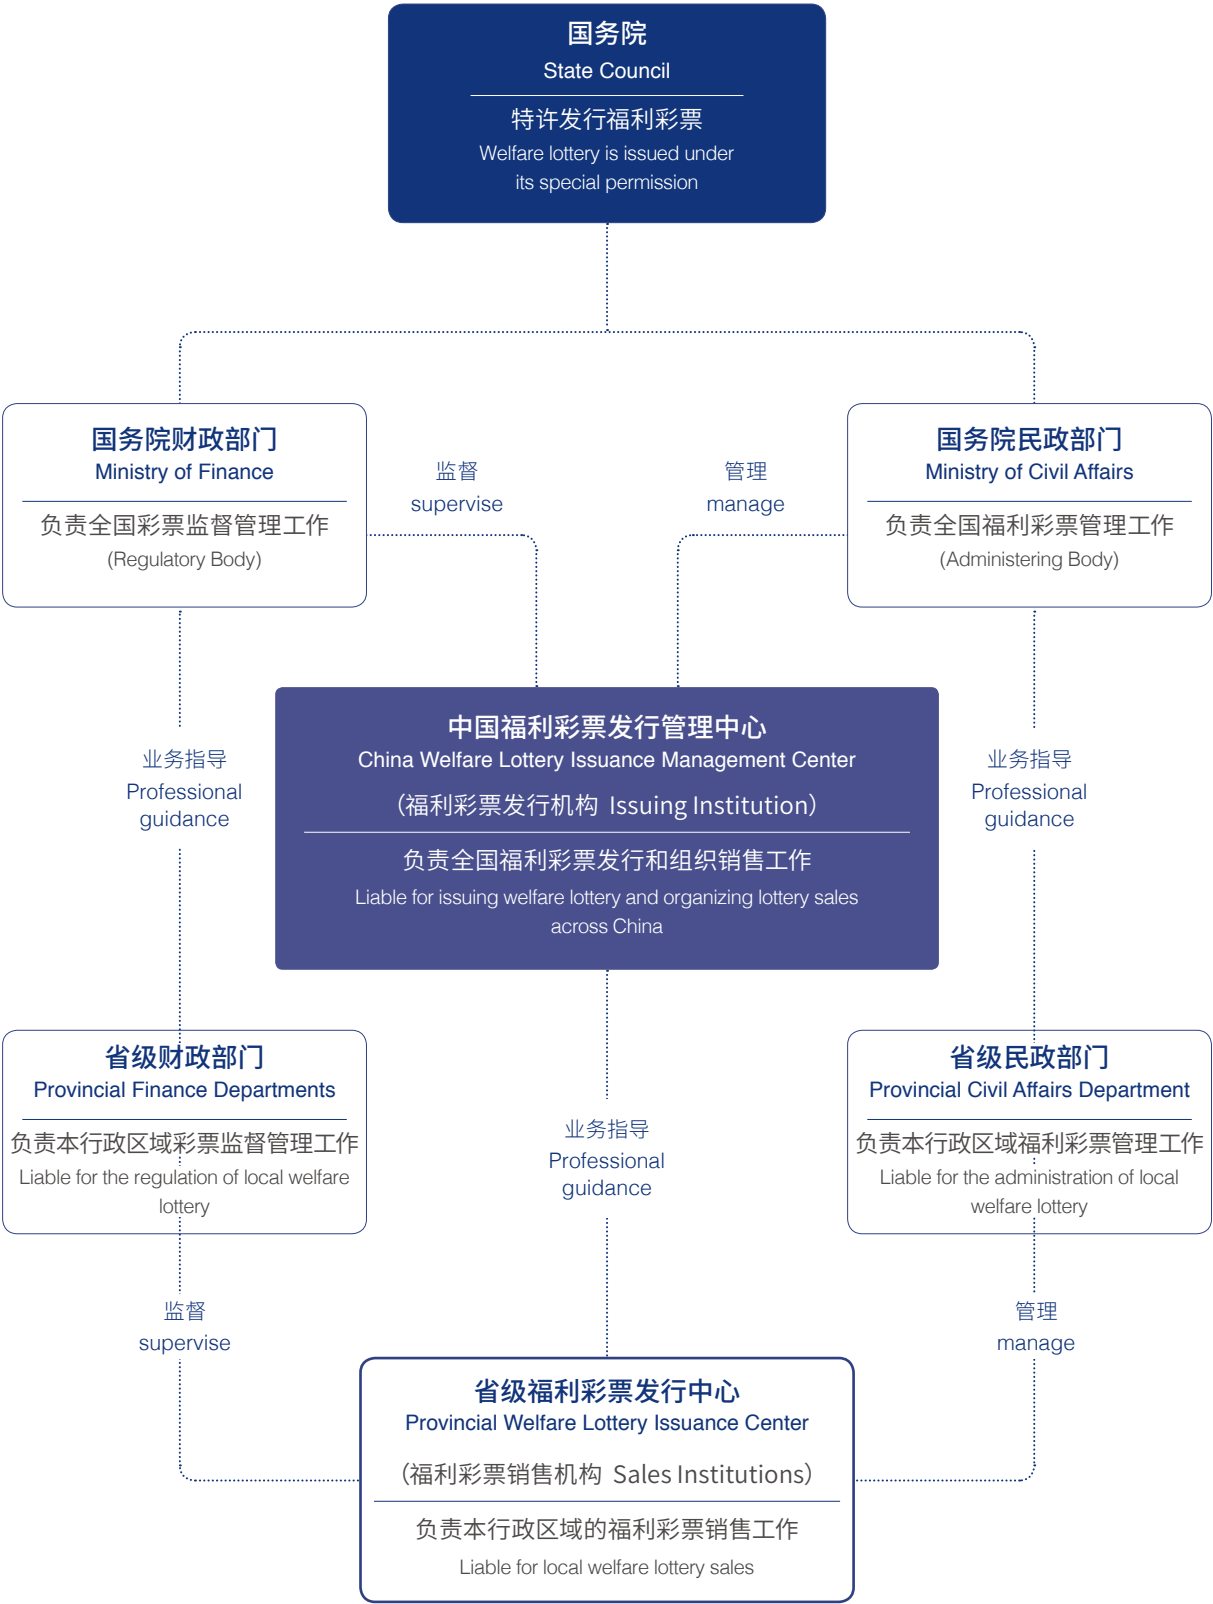 国务院
State Council
特许发行福利彩票
Welfare lottery is issued under
its special permission
国务院财政部门
Ministry of Finance
负责全国彩票监督管理工作
(Regulatory Body)
监督
supervise
管理
manage
国务院民政部门
Ministry of Civil Affairs
负责全国福利彩票管理工作
(Administering Body)
业务指导
Professional
guidance
中国福利彩票发行管理中心
China Welfare Lottery Issuance Management Center
（福利彩票发行机构 Issuing Institution）
负责全国福利彩票发行和组织销售工作
Liable for issuing welfare lottery and organizing lottery sales
across China
业务指导
Professional
guidance
省级财政部门
Provincial Finance Departments
负责本行政区域彩票监督管理工作
Liable for the regulation of local welfare
lottery
业务指导
Professional
guidance
省级民政部门
Provincial Civil Affairs Department
负责本行政区域福利彩票管理工作
Liable for the administration of local
welfare lottery
监督
supervise
管理
manage
省级福利彩票发行中心
Provincial Welfare Lottery Issuance Center
（福利彩票销售机构 Sales Institutions）
负责本行政区域的福利彩票销售工作
Liable for local welfare lottery sales